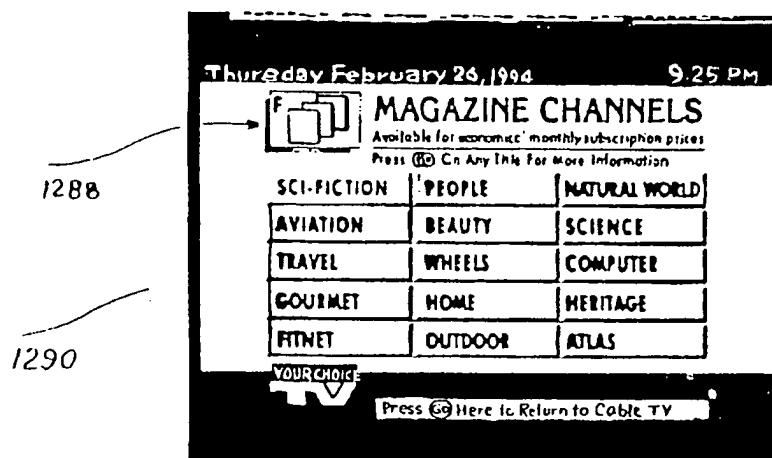 Thursday February 24, 1994 9:25 PM
F
MAGAZINE CHANNELS
Available for economics' monthly subscription prices
Press Go On Any Title For More Information
1288
SCI-FICTION PEOPLE NATURAL WORLD
AVIATION BEAUTY SCIENCE
TRAVEL WHEELS COMPUTER
GOURMET HOME HERITAGE
FITNET OUTDOOR ATLAS
1290
YOUR CHOICE
TV
Press Go Here to Return to Cable TV